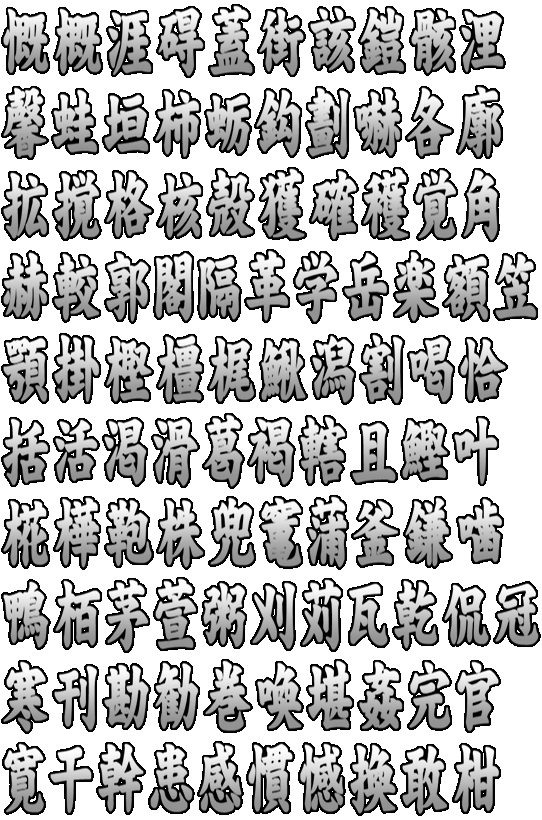 慨概涯碍蓋街該鎧骸浬
馨蛙垣柿蛎鈎劃嚇各廓
拡撹格核殻獲確穫覚角
赫較郭閣隔革学岳楽額笠
顎掛樫橿梶鰍潟割喝恰
括活渇滑葛褐轄且鰹叶
椛樺鞄株兜竃蒲釜鎌噛
鴨栢茅萱粥刈苅瓦乾侃冠
寒刊勘勧巻喚堪姦完官
寛干幹患感慣憾換敢柑